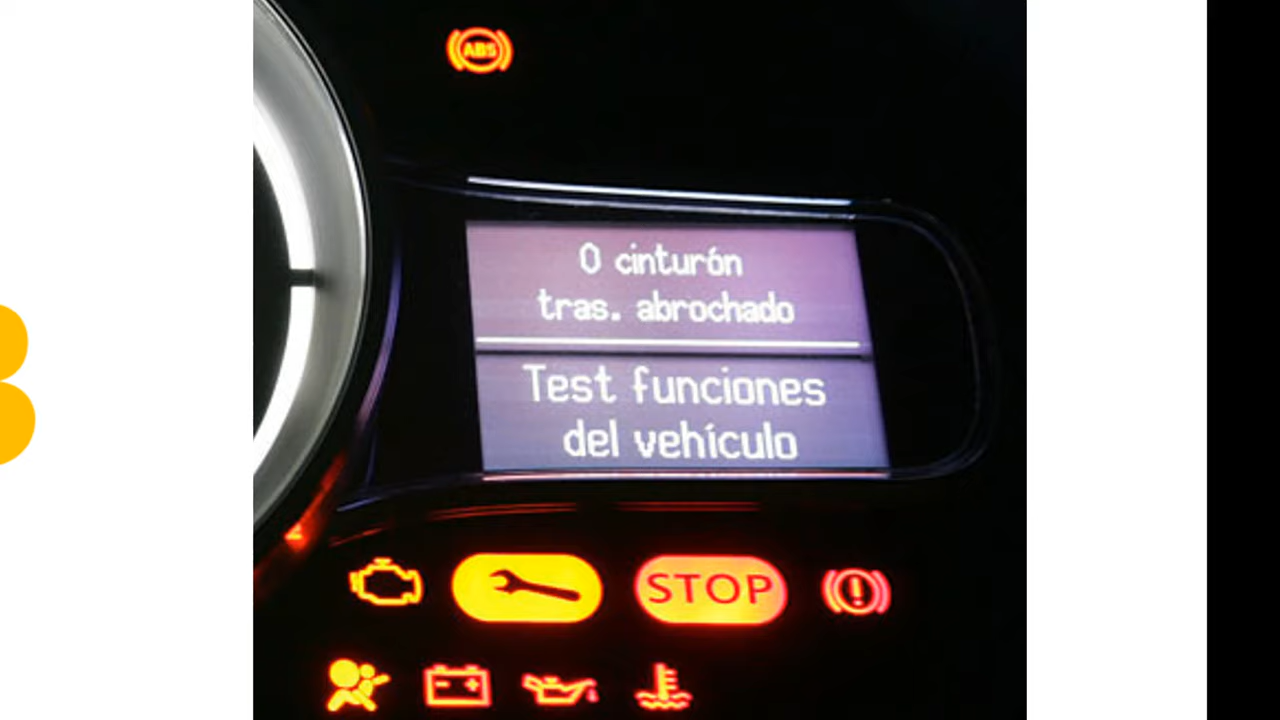 ABS
0 cinturón
tras. abrochado
Test funciones
del vehículo
STOP